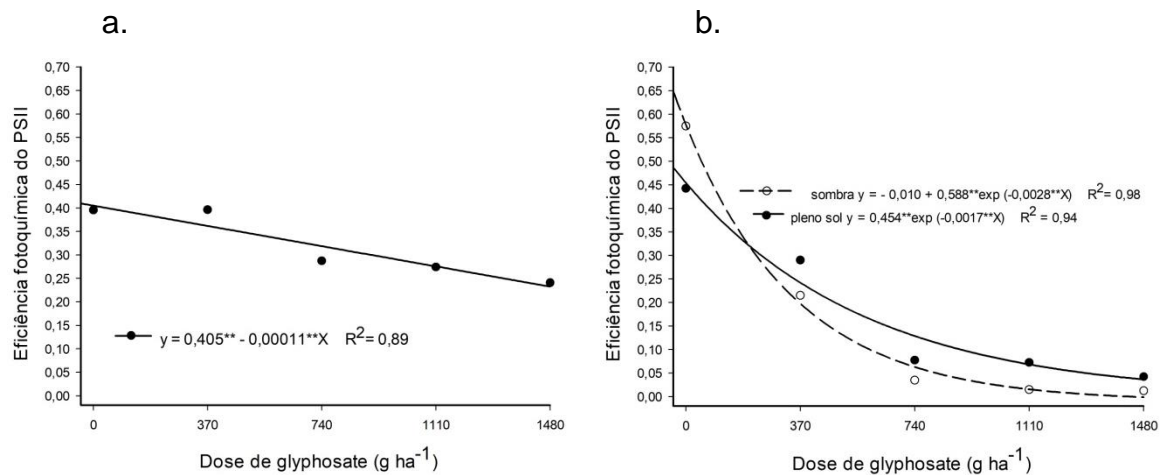 a.
Eficiência fotoquímica do PSII
0,70
0,65
0,60
0,55
0,50
0,45
0,40
0,35
0,30
0,25
0,20
0,15
0,10
0,05
0,00
y = 0,405** - 0,00011**X R² = 0,89
0 370 740 1110 1480
Dose de glyphosate (g ha⁻¹)
b.
Eficiência fotoquímica do PSII
0,70
0,65
0,60
0,55
0,50
0,45
0,40
0,35
0,30
0,25
0,20
0,15
0,10
0,05
0,00
sombra y = - 0,010 + 0,588**exp (-0,0028**X) R² = 0,98
pleno sol y = 0,454**exp (-0,0017**X) R² = 0,94
0 370 740 1110 1480
Dose de glyphosate (g ha⁻¹)